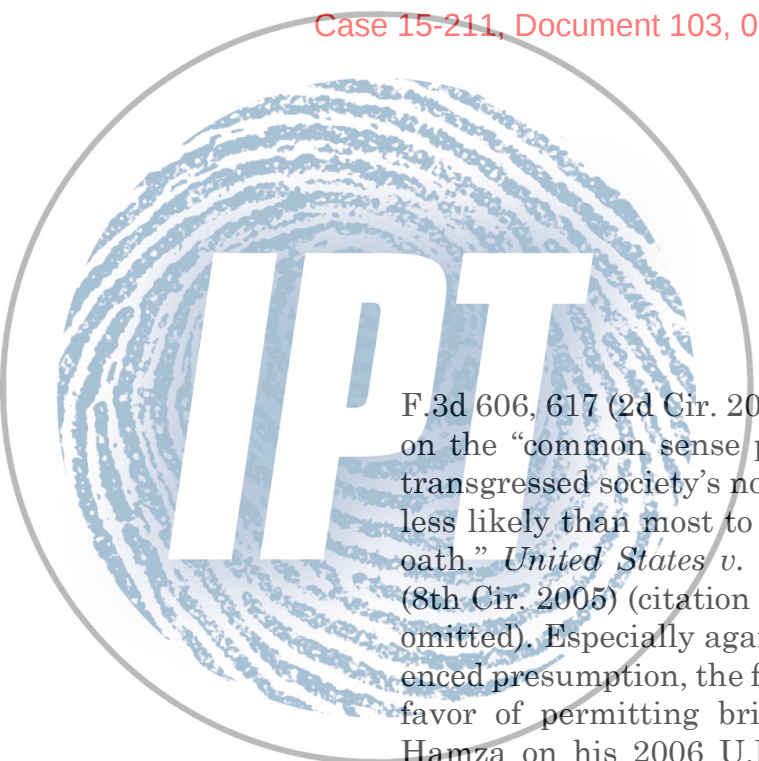 Case 15-211, Document 103, 0
IPT
F.3d 606, 617 (2d Cir. 20
on the “common sense p
transgressed society’s no
less likely than most to
oath.” United States v.
(8th Cir. 2005) (citation
omitted). Especially agai
enced presumption, the f
favor of permitting bri
Hamza on his 2006 U.